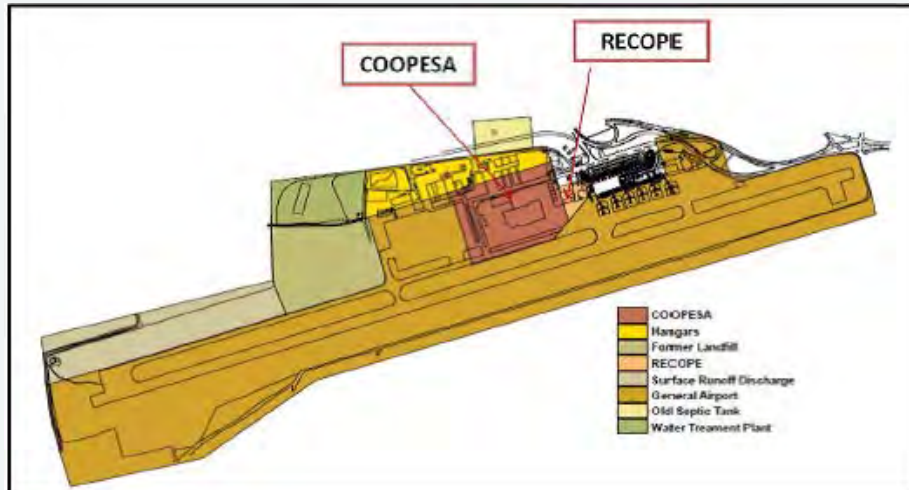 RECOPE
COOPESA
COOPESA
Hangars
Former Landfill
RECOPE
Surface Runoff Discharge
General Airport
Old Septic Tank
Water Treament Plant